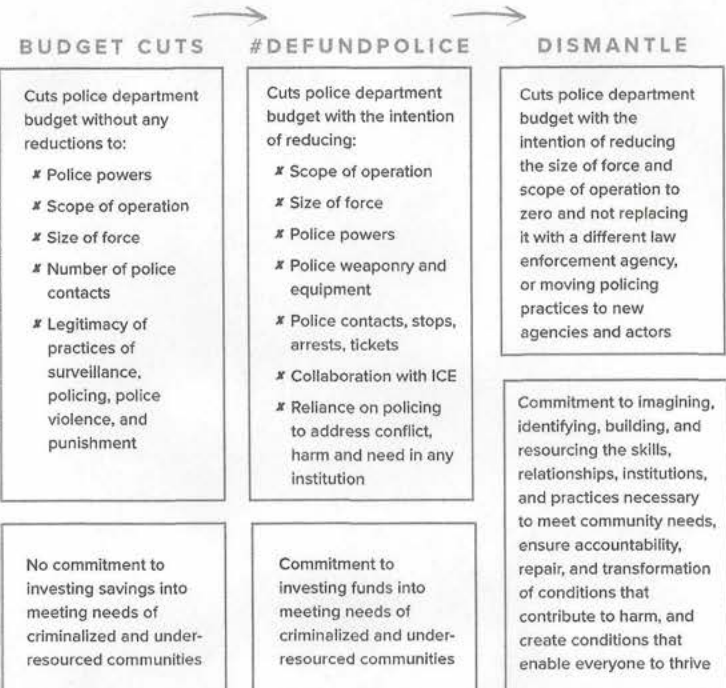 BUDGET CUTS
Cuts police department
budget without any
reductions to:
✘ Police powers
✘ Scope of operation
✘ Size of force
✘ Number of police
contacts
✘ Legitimacy of
practices of
surveillance,
policing, police
violence, and
punishment
No commitment to
investing savings into
meeting needs of
criminalized and under-
resourced communities
#DEFUNDPOLICE
Cuts police department
budget with the intention
of reducing:
✘ Scope of operation
✘ Size of force
✘ Police powers
✘ Police weaponry and
equipment
✘ Police contacts, stops,
arrests, tickets
✘ Collaboration with ICE
✘ Reliance on policing
to address conflict,
harm and need in any
institution
Commitment to
investing funds into
meeting needs of
criminalized and under-
resourced communities
DISMANTLE
Cuts police department
budget with the
intention of reducing
the size of force and
scope of operation to
zero and not replacing
it with a different law
enforcement agency,
or moving policing
practices to new
agencies and actors
Commitment to imagining,
identifying, building, and
resourcing the skills,
relationships, institutions,
and practices necessary
to meet community needs,
ensure accountability,
repair, and transformation
of conditions that
contribute to harm, and
create conditions that
enable everyone to thrive